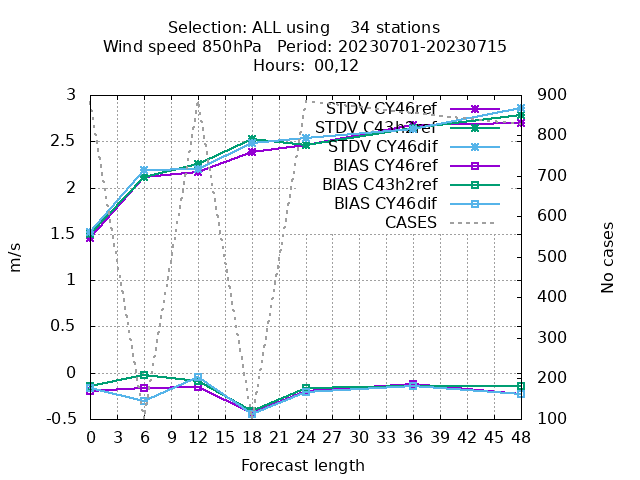 Selection: ALL using 34 stations
Wind speed 850hPa Period: 20230701-20230715
Hours: 00,12
STDV CY46ref
STDV C43h2ref
STDV CY46dif
BIAS CY46ref
BIAS C43h2ref
BIAS CY46dif
CASES
3
2.5
2
1.5
1
0.5
0
-0.5
m/s
900
800
700
600
500
400
300
200
100
No cases
0 3 6 9 12 15 18 21 24 27 30 33 36 39 42 45 48
Forecast length